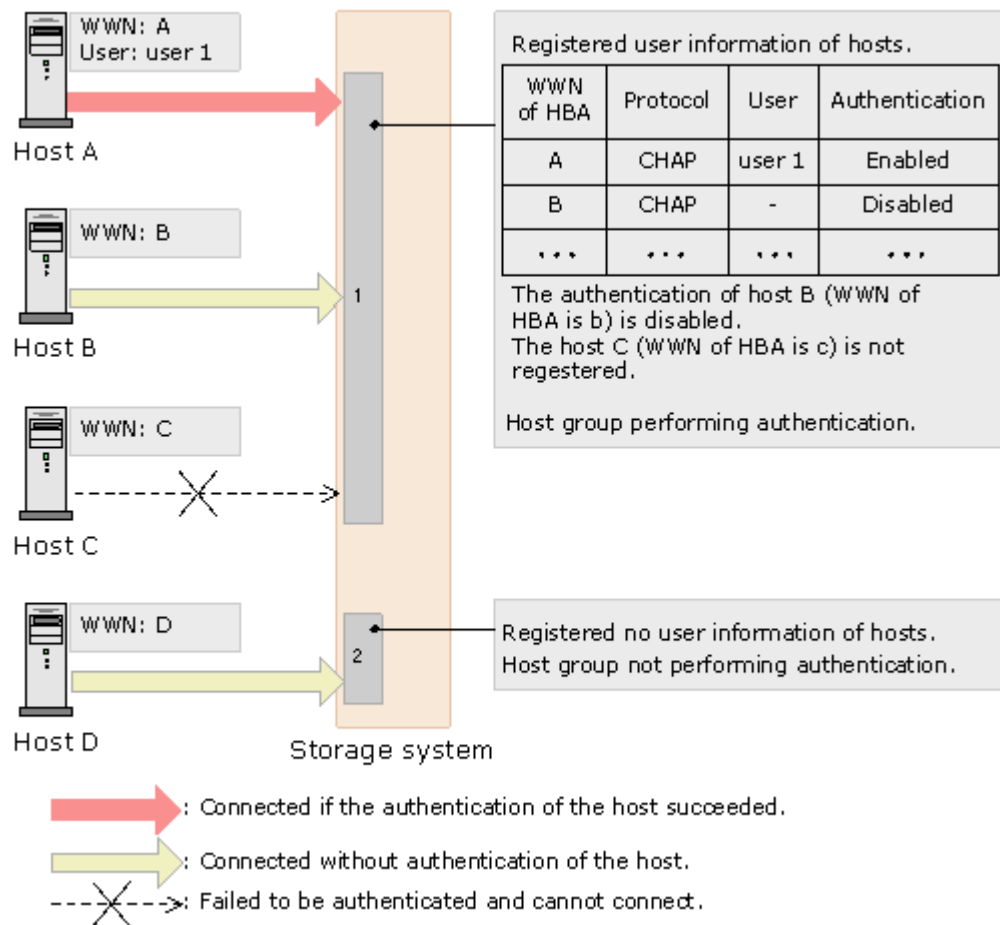 WWN: A
User: user 1
Host A
WWN: B
Host B
WWN: C
Host C
WWN: D
Host D
1
2
Storage system
Registered user information of hosts.
WWN of HBA Protocol User Authentication
A CHAP user 1 Enabled
B CHAP - Disabled
... ... ... ...
The authentication of host B (WWN of
HBA is b) is disabled.
The host C (WWN of HBA is c) is not
regestered.
Host group performing authentication.
Registered no user information of hosts.
Host group not performing authentication.
: Connected if the authentication of the host succeeded.
: Connected without authentication of the host.
: Failed to be authenticated and cannot connect.